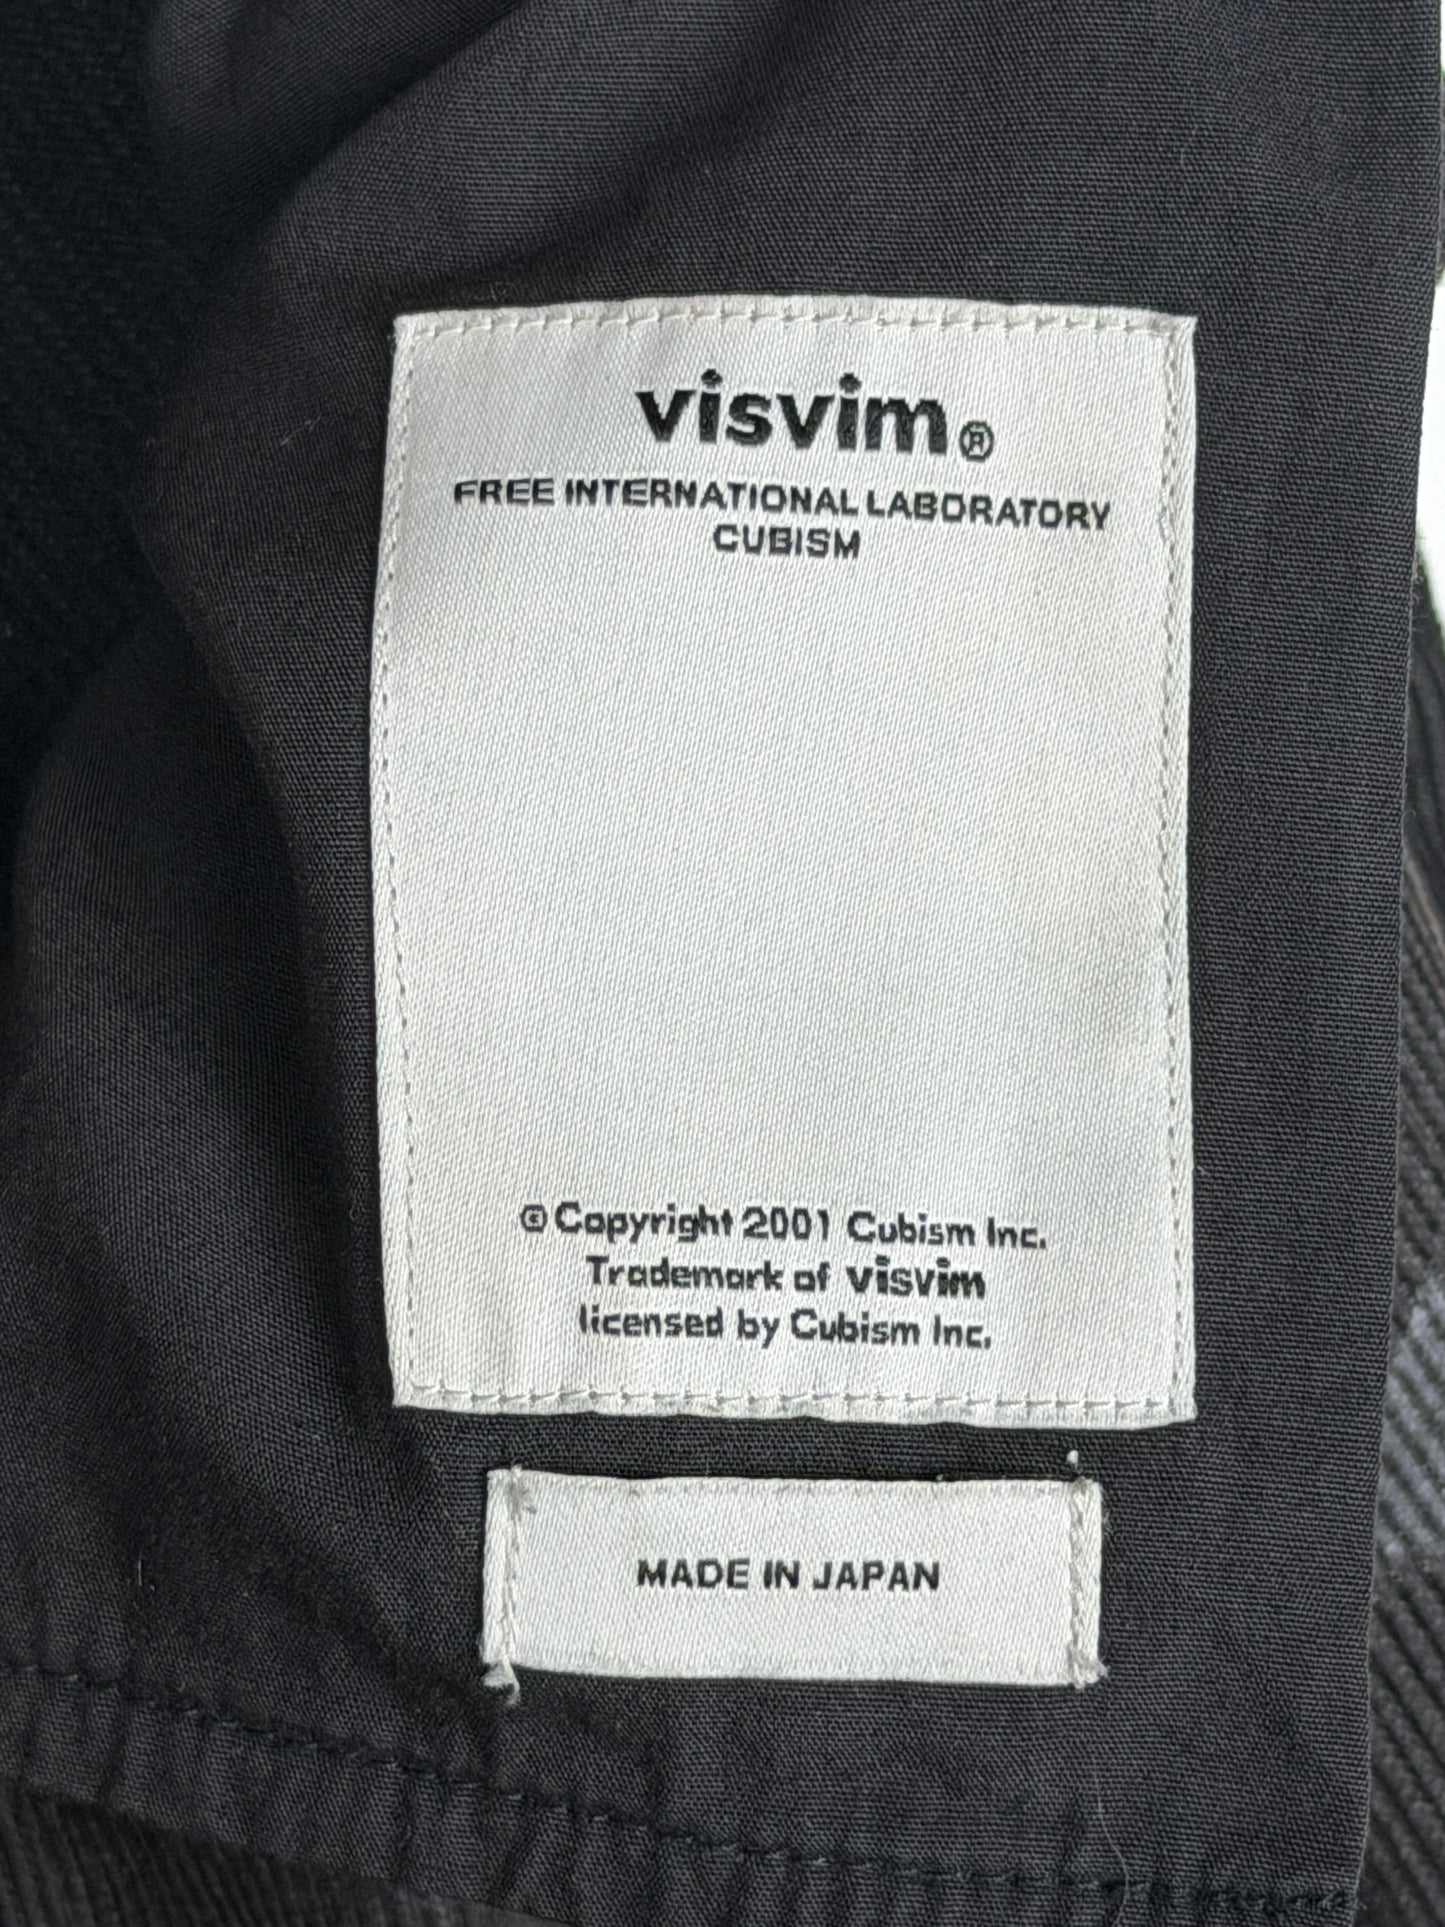 visvim®
FREE INTERNATIONAL LABORATORY
CUBISM
© Copyright 2001 Cubism Inc.
Trademark of visvim
licensed by Cubism Inc.
MADE IN JAPAN